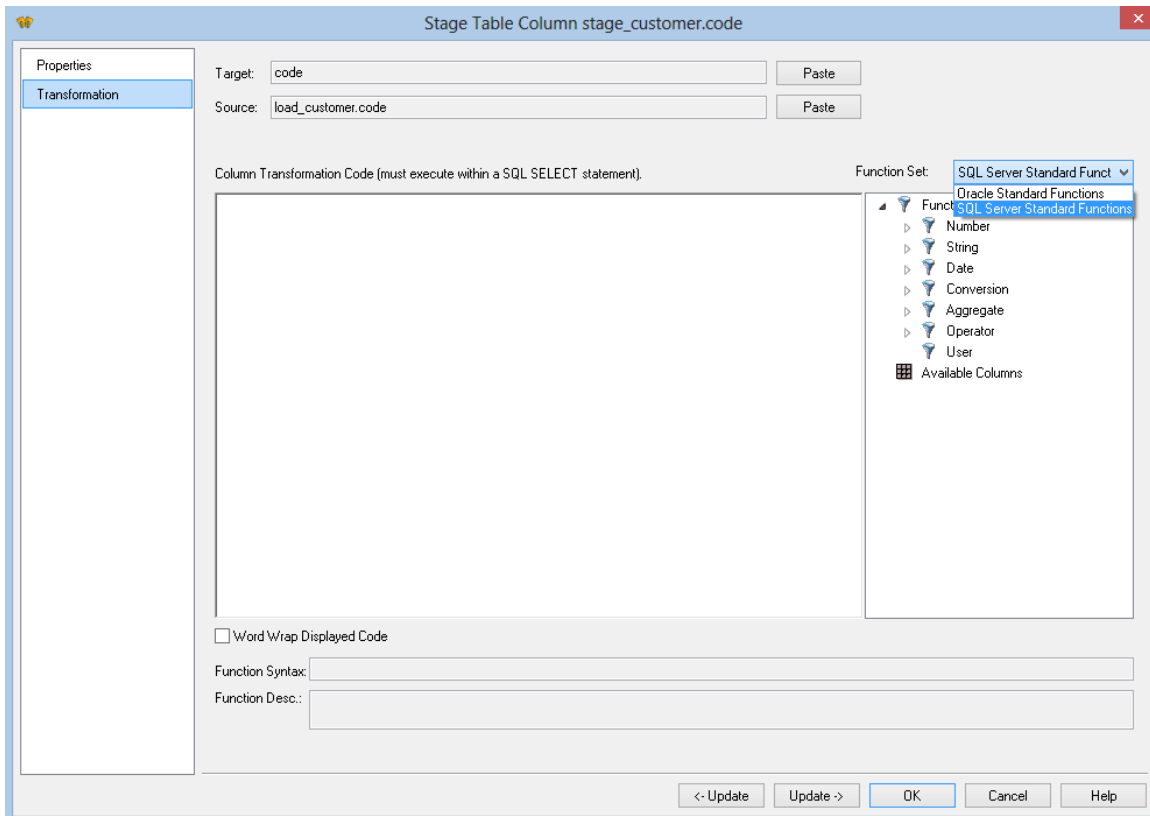 Stage Table Column stage_customer.code
Properties
Transformation
Target: code Paste
Source: load_customer.code Paste
Column Transformation Code (must execute within a SQL SELECT statement).
Function Set: SQL Server Standard Funct
Oracle Standard Functions
SQL Server Standard Functions
Funct
Number
String
Date
Conversion
Aggregate
Operator
User
Available Columns
Word Wrap Displayed Code
Function Syntax:
Function Desc.:
<- Update Update -> OK Cancel Help